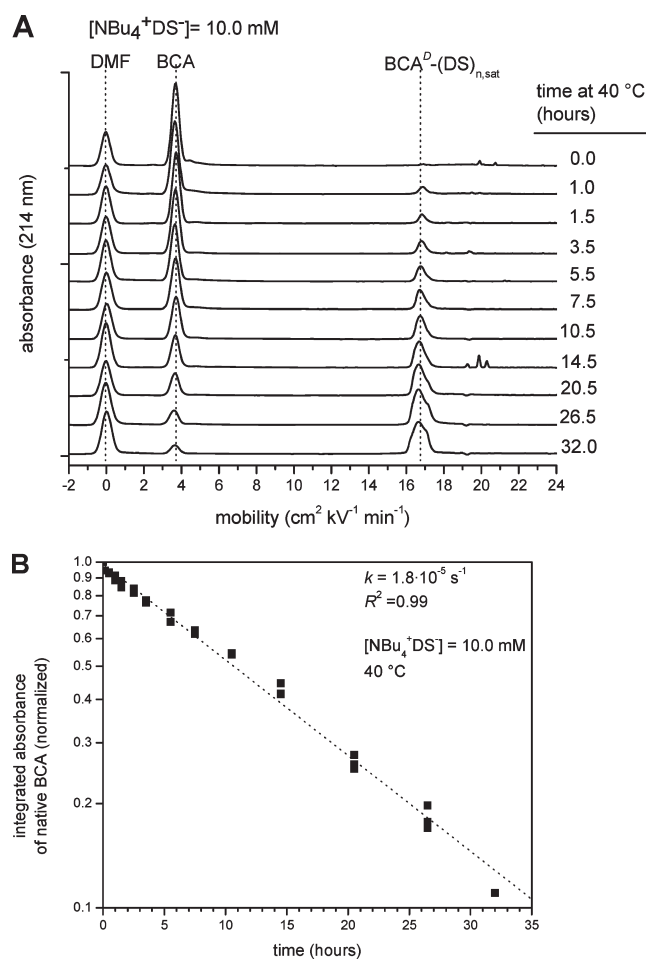 A
[NBu₄⁺DS⁻]= 10.0 mM
DMF BCA BCAᴰ-(DS)n,sat
time at 40 °C
(hours)
0.0
1.0
1.5
3.5
5.5
7.5
10.5
14.5
20.5
26.5
32.0
absorbance (214 nm)
-2 0 2 4 6 8 10 12 14 16 18 20 22 24
mobility (cm² kV⁻¹ min⁻¹)
B
k = 1.8·10⁻⁵ s⁻¹
R² =0.99
[NBu₄⁺DS⁻] = 10.0 mM
40 °C
integrated absorbance
of native BCA (normalized)
1.0
0.9
0.8
0.7
0.6
0.5
0.4
0.3
0.2
0.1
0 5 10 15 20 25 30 35
time (hours)